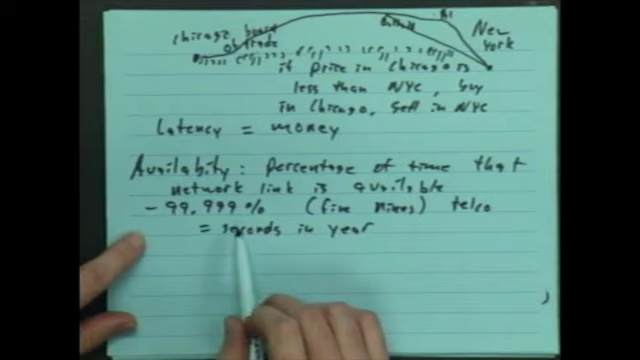 New
York
chicago board
of trade
if price in Chicago is
less than NYC, buy
in Chicago, sell in NYC
Latency = money
Availability: Percentage of time that
network link is available
- 99.999% (five nines) telco
= seconds in year